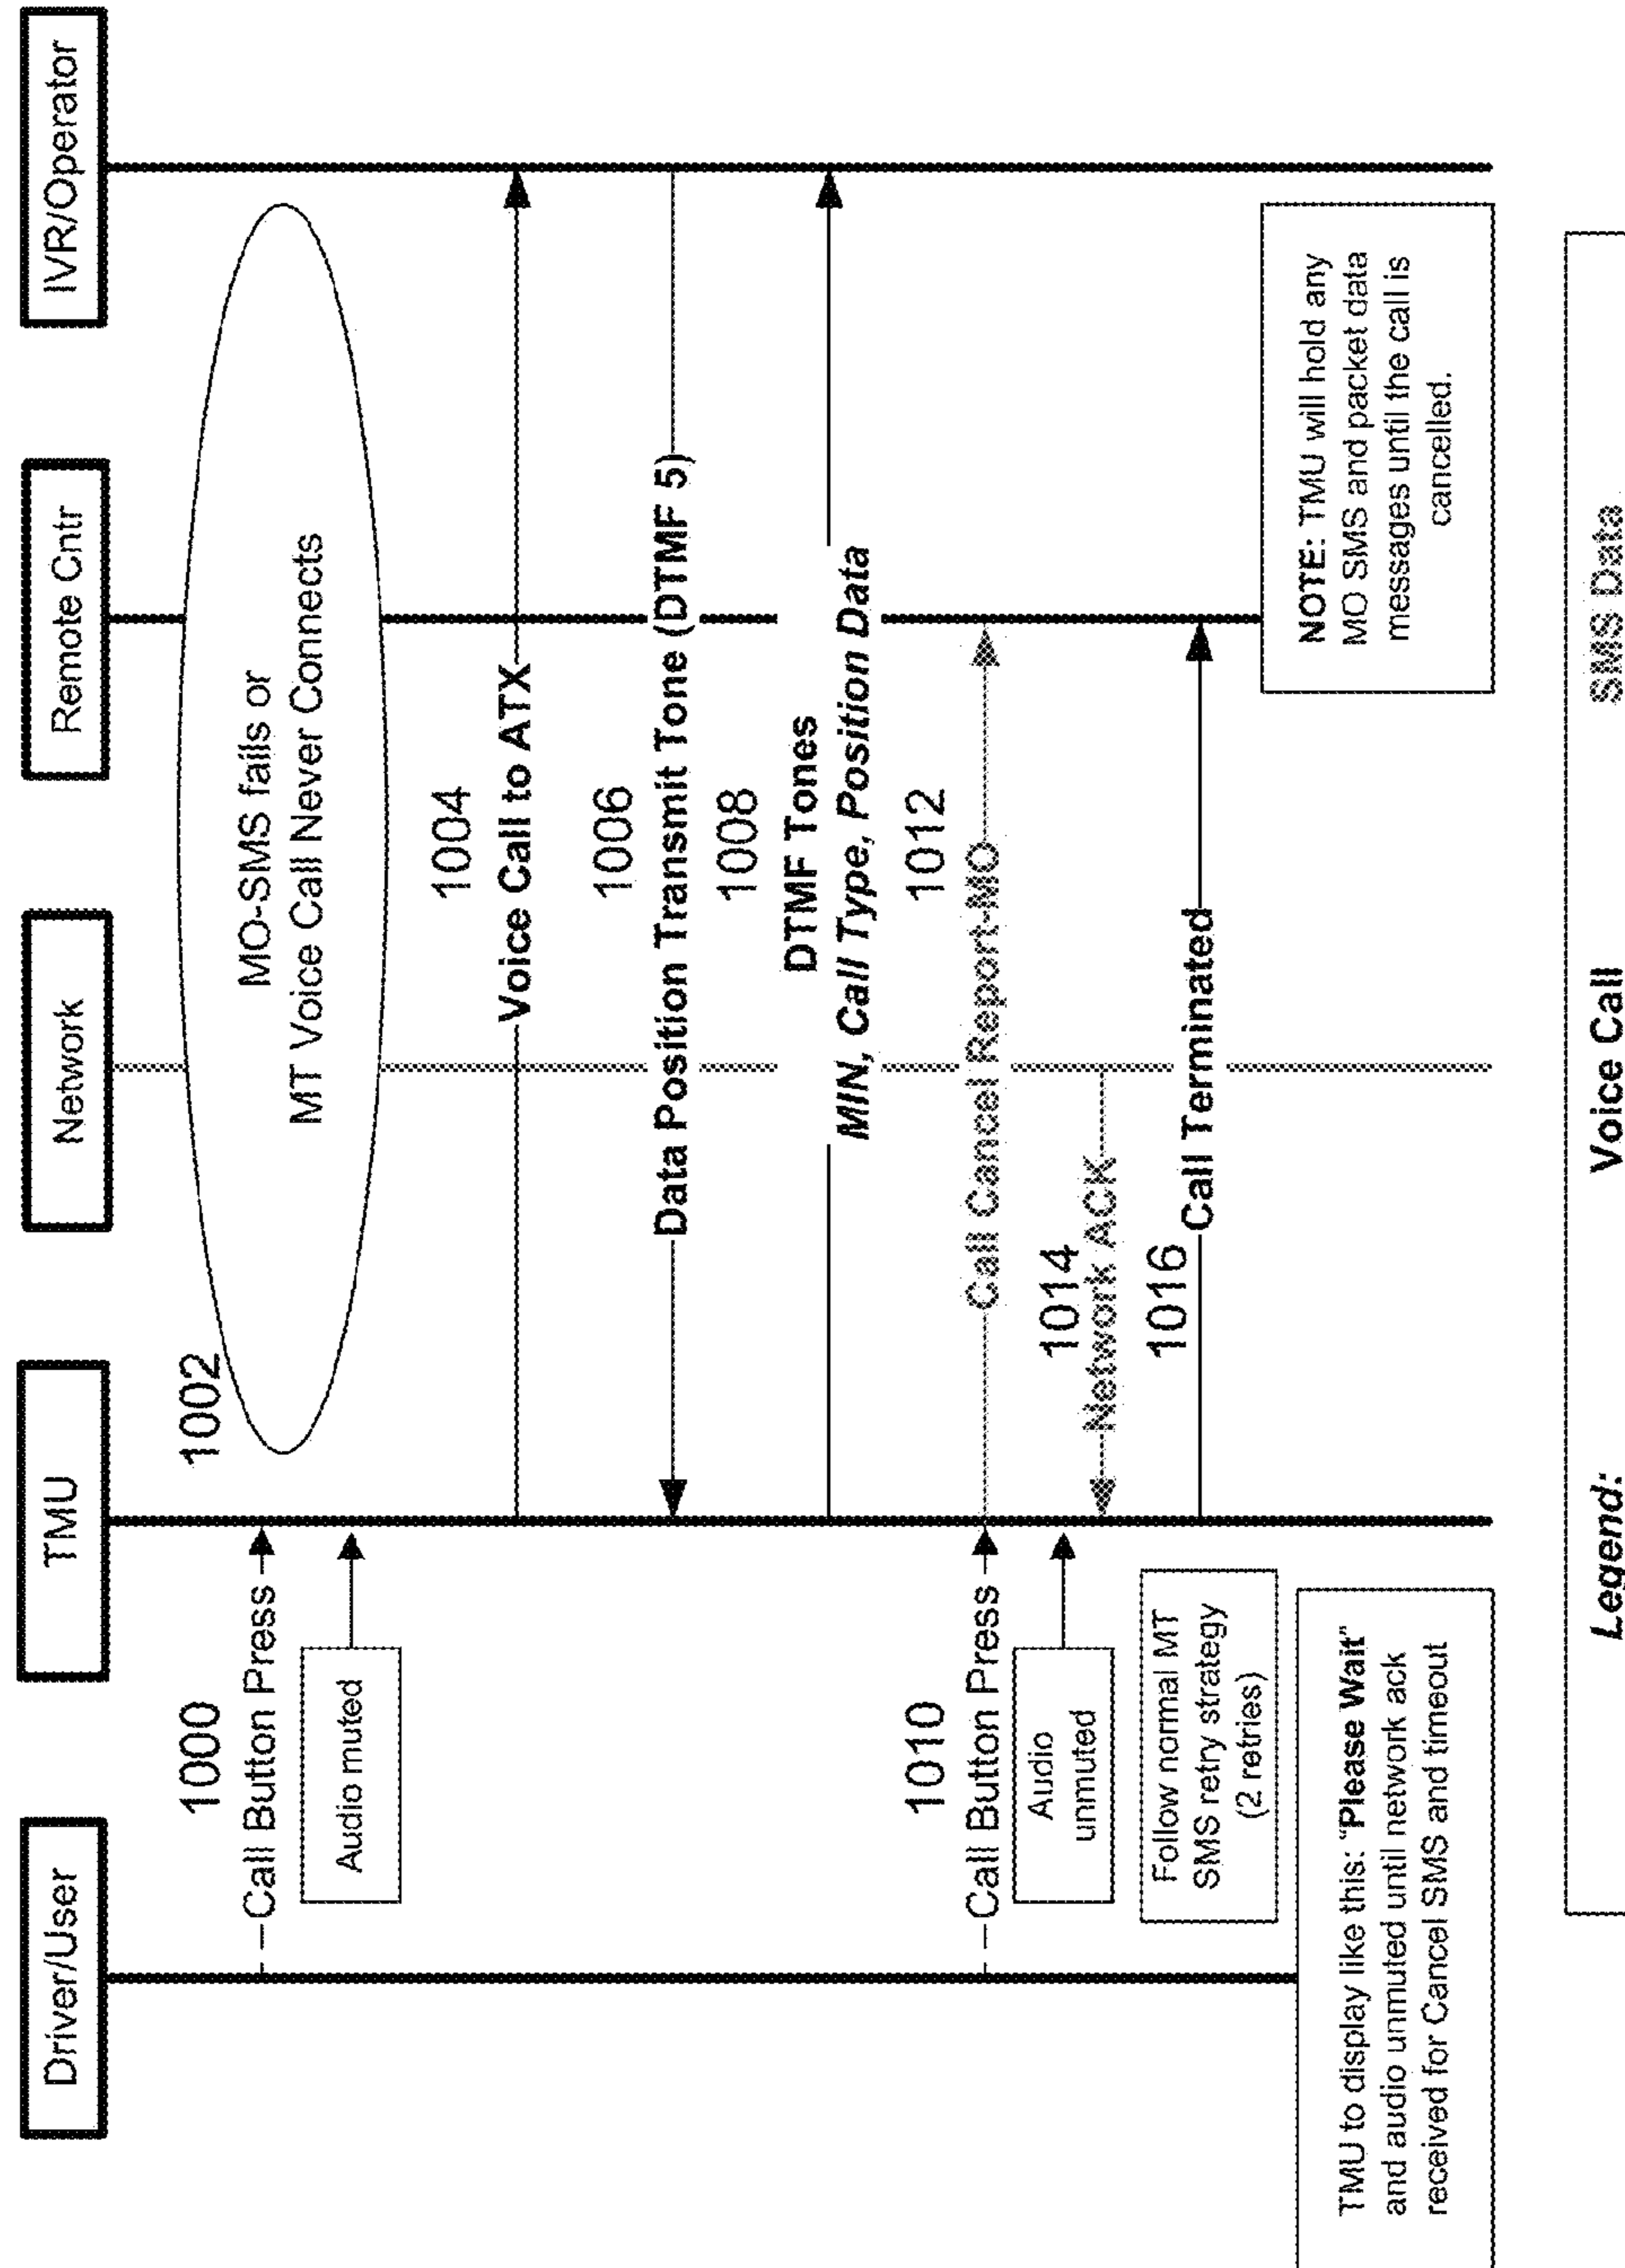 Driver/User
TMU
Network
Remote Cntr
IVR/Operator
1000
1002
Call Button Press
MO-SMS fails or
MT Voice Call Never Connects
Audio muted
1004
Voice Call to ATX
1006
Data Position Transmit Tone (DTMF 5)
1008
DTMF Tones
MIN, Call Type, Position Data
1010
1012
Call Button Press
Call Cancel Report-MO
Audio
unmuted
1014
Network ACK
Follow normal MT
SMS retry strategy
(2 retries)
1016
Call Terminated
TMU to display like this: "Please Wait"
and audio unmuted until network ack
received for Cancel SMS and timeout
NOTE: TMU will hold any
MO SMS and packet data
messages until the call is
cancelled.
Legend:
Voice Call
SMS Data